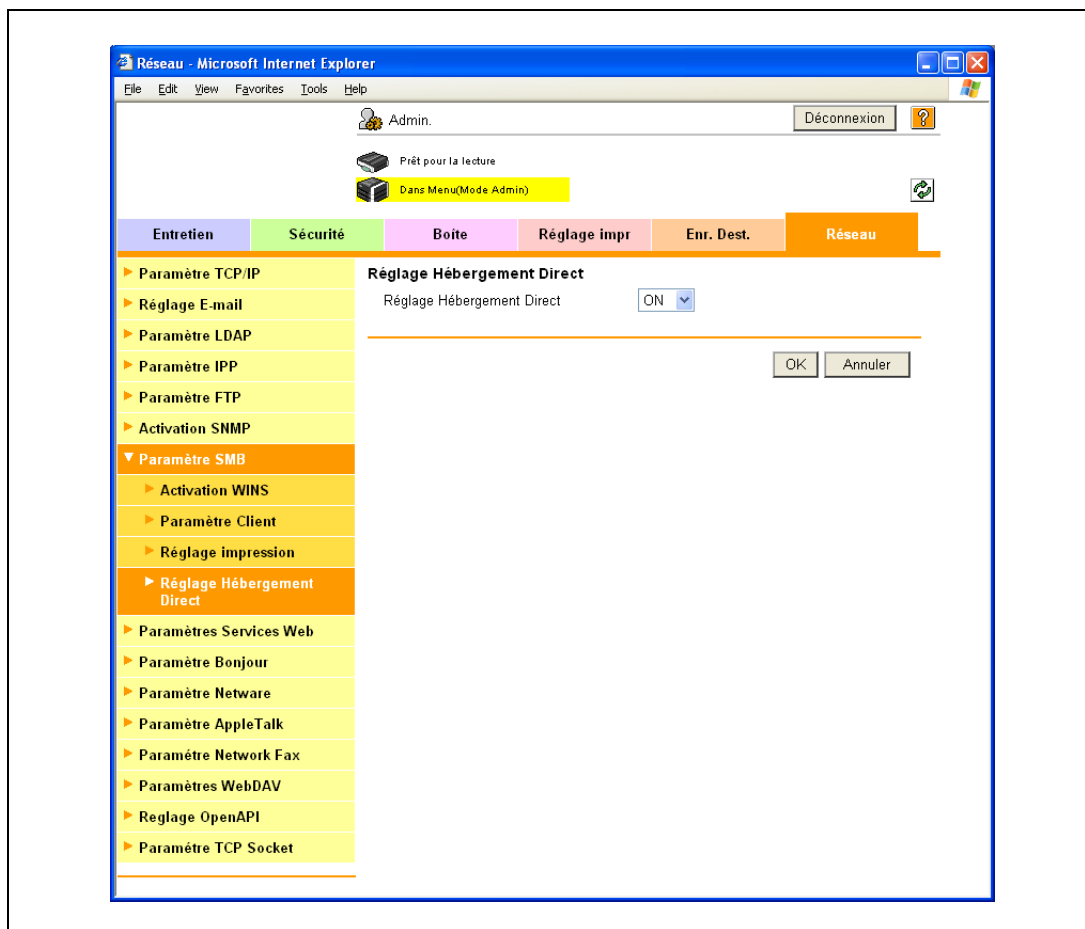 Réseau - Microsoft Internet Explorer
File Edit View Favorites Tools Help
Admin.
Déconnexion
?
Prêt pour la lecture
Dans Menu(Mode Admin)
Entretien Sécurité Boîte Réglage impr Enr. Dest. Réseau
Paramètre TCP/IP
Réglage E-mail
Paramètre LDAP
Paramètre IPP
Paramètre FTP
Activation SNMP
Paramètre SMB
Activation WINS
Paramètre Client
Réglage impression
Réglage Hébergement
Direct
Paramètres Services Web
Paramètre Bonjour
Paramètre Netware
Paramètre AppleTalk
Paramétre Network Fax
Paramètres WebDAV
Reglage OpenAPI
Paramétre TCP Socket
Réglage Hébergement Direct
Réglage Hébergement Direct ON
OK Annuler